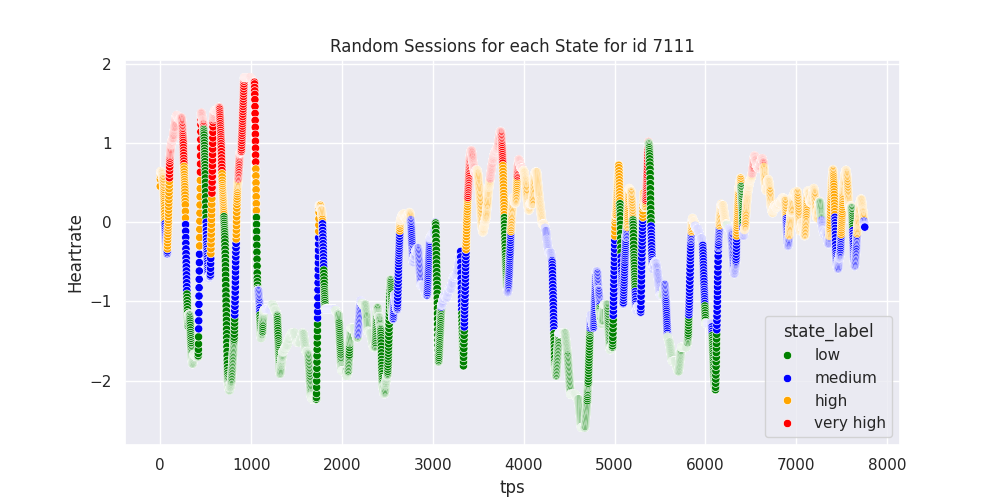 Random Sessions for each State for id 7111
Heartrate
2
1
0
−1
−2
0 1000 2000 3000 4000 5000 6000 7000 8000
tps
state_label
low
medium
high
very high